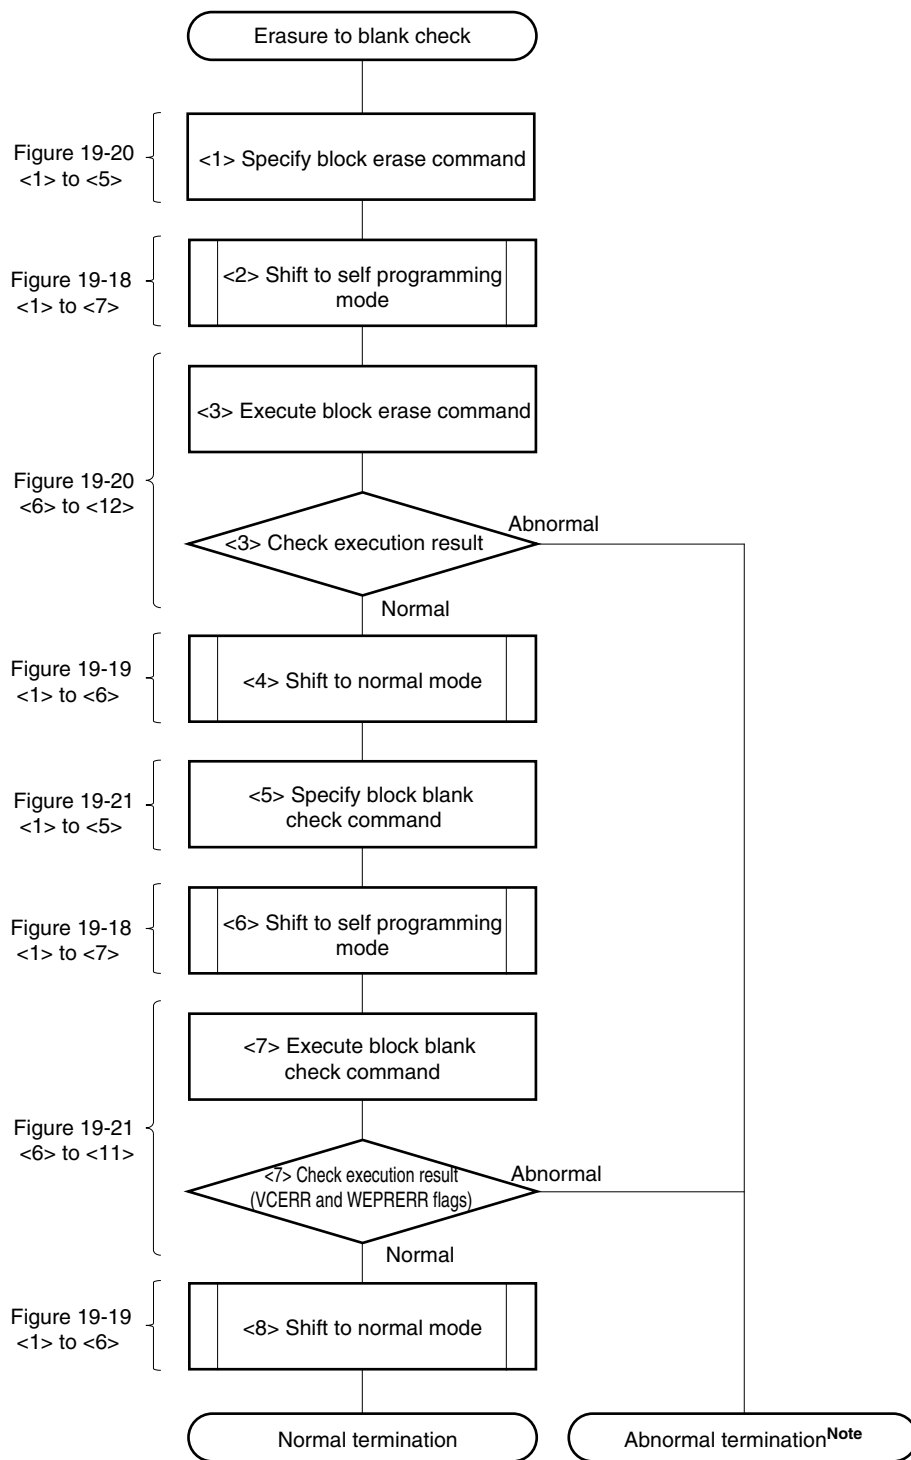 Erasure to blank check
Figure 19-20
<1> to <5>
<1> Specify block erase command
Figure 19-18
<1> to <7>
<2> Shift to self programming
mode
<3> Execute block erase command
Figure 19-20
<6> to <12>
Abnormal
<3> Check execution result
Normal
Figure 19-19
<1> to <6>
<4> Shift to normal mode
Figure 19-21
<1> to <5>
<5> Specify block blank
check command
Figure 19-18
<1> to <7>
<6> Shift to self programming
mode
<7> Execute block blank
check command
Figure 19-21
<6> to <11>
<7> Check execution result
(VCERR and WEPRERR flags)
Abnormal
Normal
Figure 19-19
<1> to <6>
<8> Shift to normal mode
Normal termination
Abnormal terminationNote